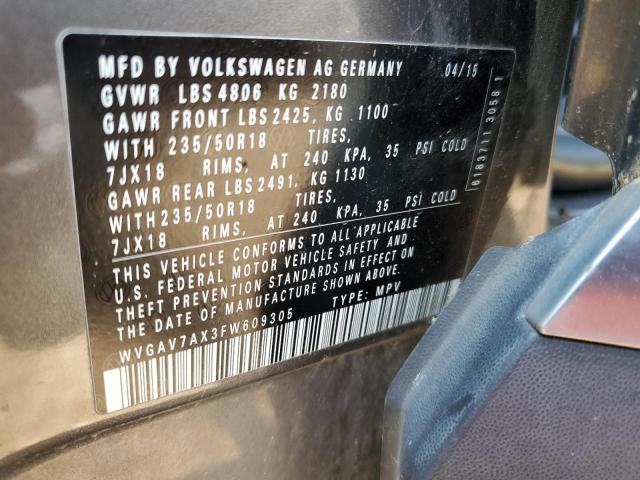 MFD BY VOLKSWAGEN AG GERMANY 04/15
GVWR LBS 4806 KG 2180
GAWR FRONT LBS 2425, KG 1100
WITH 235/50R18 TIRES,
7JX18 RIMS, AT 240 KPA, 35 PSI COLD
GAWR REAR LBS 2491, KG 1130
WITH 235/50R18 TIRES,
7JX18 RIMS, AT 240 KPA, 35 PSI COLD
THIS VEHICLE CONFORMS TO ALL APPLICABLE
U.S. FEDERAL MOTOR VEHICLE SAFETY AND
THEFT PREVENTION STANDARDS IN EFFECT ON
THE DATE OF MANUFACTURE SHOWN ABOVE.
WVGAV7AX3FW609305 TYPE: MPV
6183711 3058 1